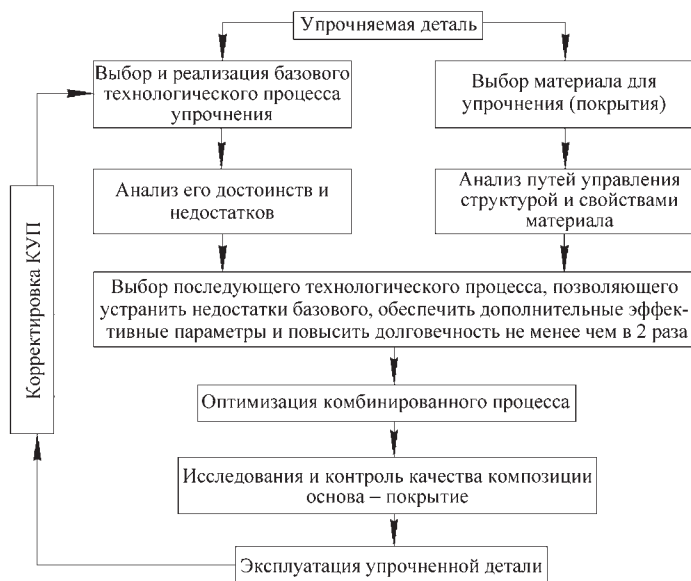 Упрочняемая деталь
Выбор и реализация базового
технологического процесса
упрочнения
Выбор материала для
упрочнения (покрытия)
Анализ его достоинств и
недостатков
Анализ путей управления
структурой и свойствами
материала
Выбор последующего технологического процесса, позволяющего
устранить недостатки базового, обеспечить дополнительные эффек-
тивные параметры и повысить долговечность не менее чем в 2 раза
Корректировка КУП
Оптимизация комбинированного процесса
Исследования и контроль качества композиции
основа – покрытие
Эксплуатация упрочненной детали